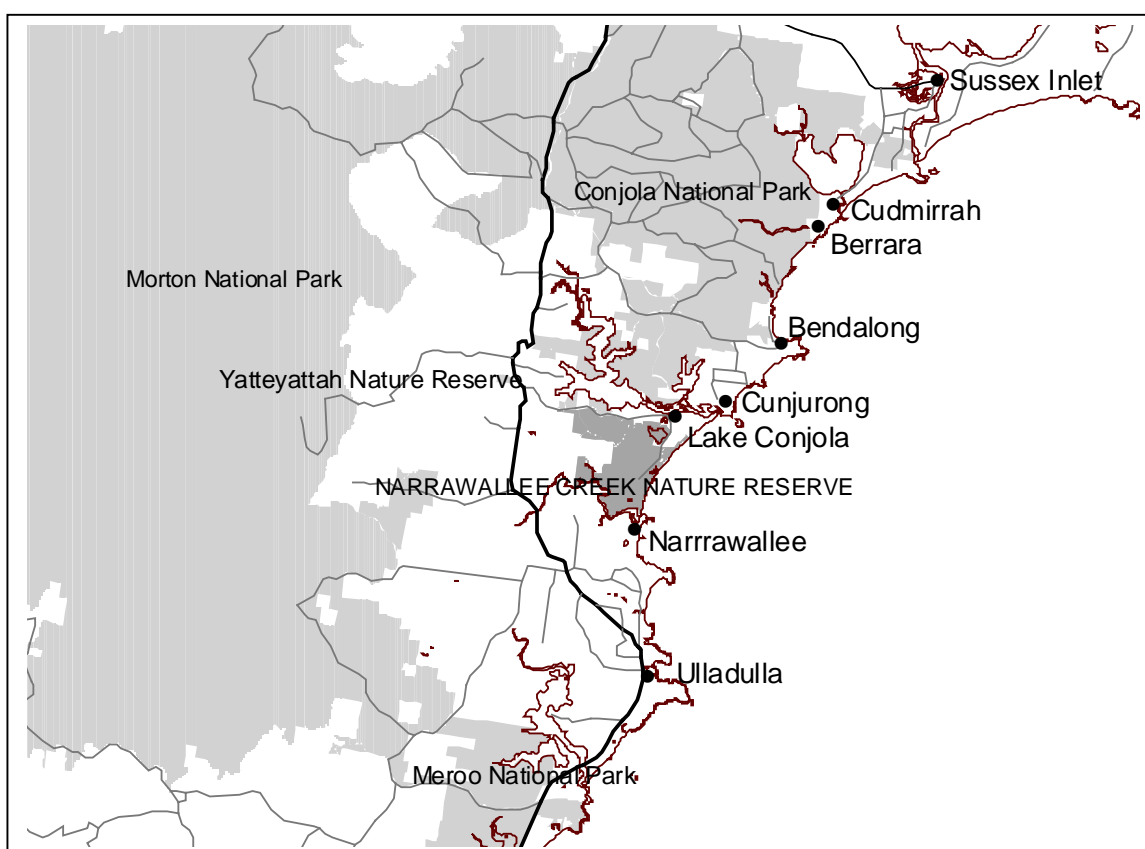 Sussex Inlet
Conjola National Park
Cudmirrah
Berrara
Morton National Park
Bendalong
Yatteyattah Nature Reserve
Cunjurong
Lake Conjola
NARRAWALLEE CREEK NATURE RESERVE
Narrrawallee
Ulladulla
Meroo National Park